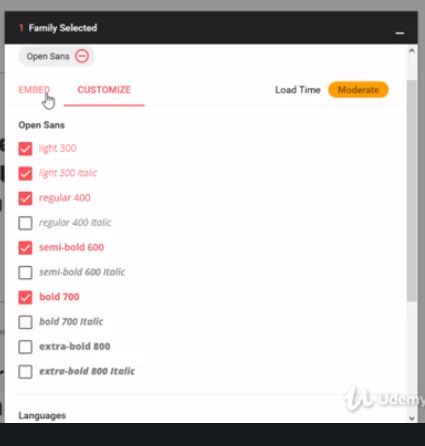 1 Family Selected
Open Sans
EMBED CUSTOMIZE Load Time Moderate
Open Sans
light 300
light 300 Italic
regular 400
regular 400 Italic
semi-bold 600
semi-bold 600 Italic
bold 700
bold 700 Italic
extra-bold 800
extra-bold 800 Italic
Udemy
Languages